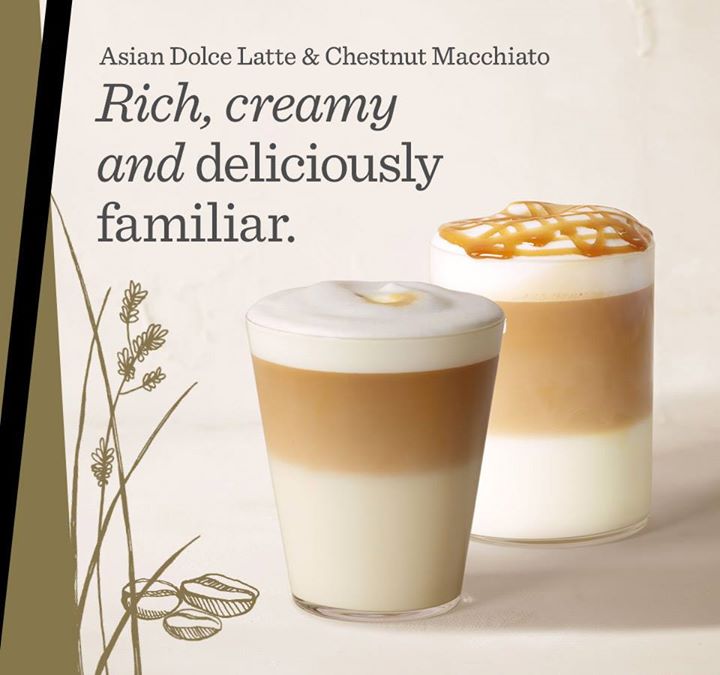 Asian Dolce Latte & Chestnut Macchiato
Rich, creamy
and deliciously
familiar.